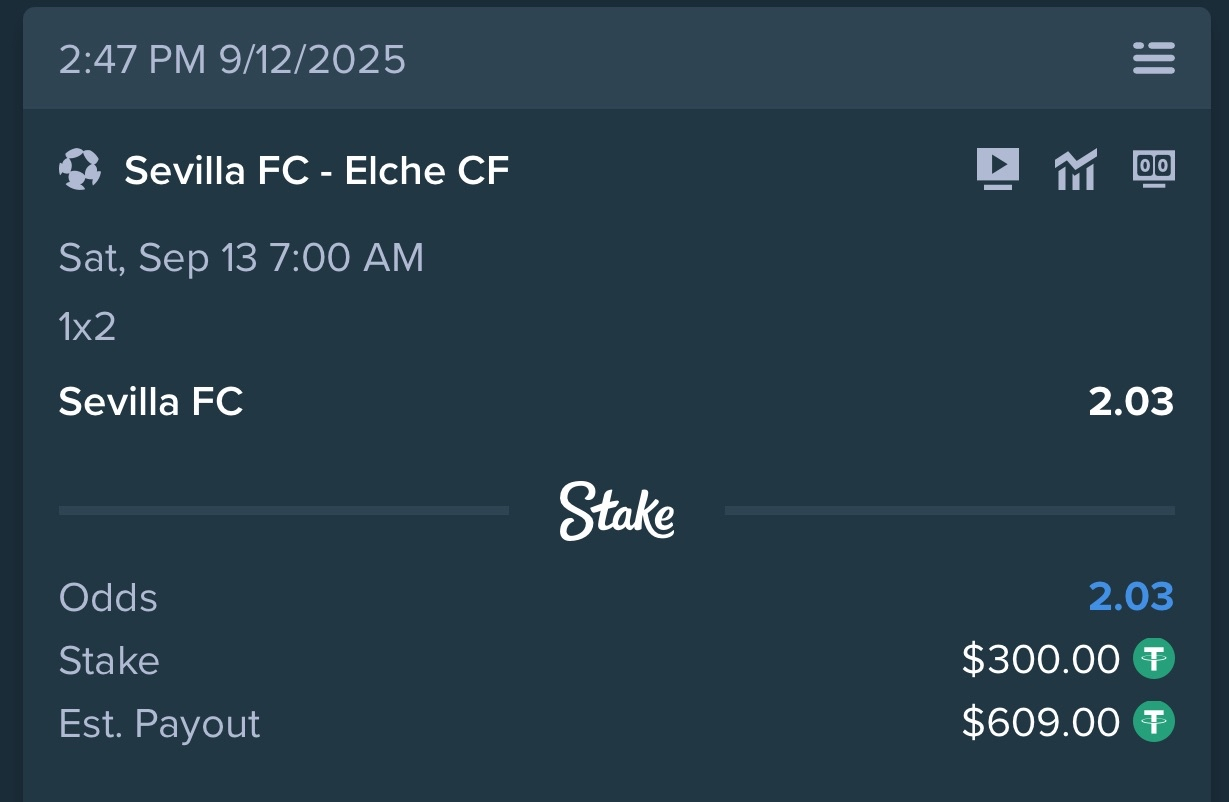 2:47 PM 9/12/2025
Sevilla FC - Elche CF
00
Sat, Sep 13 7:00 AM
1x2
Sevilla FC 2.03
Stake
Odds 2.03
Stake $300.00
Est. Payout $609.00